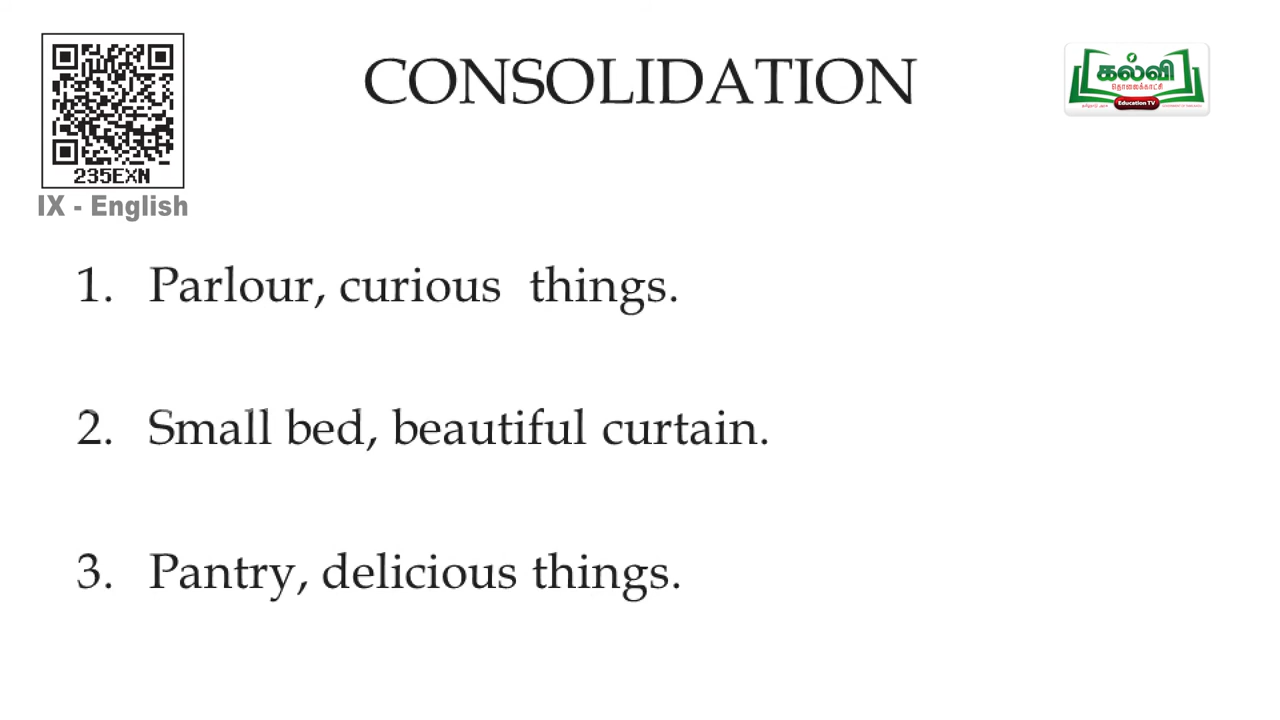 CONSOLIDATION
கல்வி
தொலைக்காட்சி
Education TV
235EXN
IX - English
1. Parlour, curious things.
2. Small bed, beautiful curtain.
3. Pantry, delicious things.